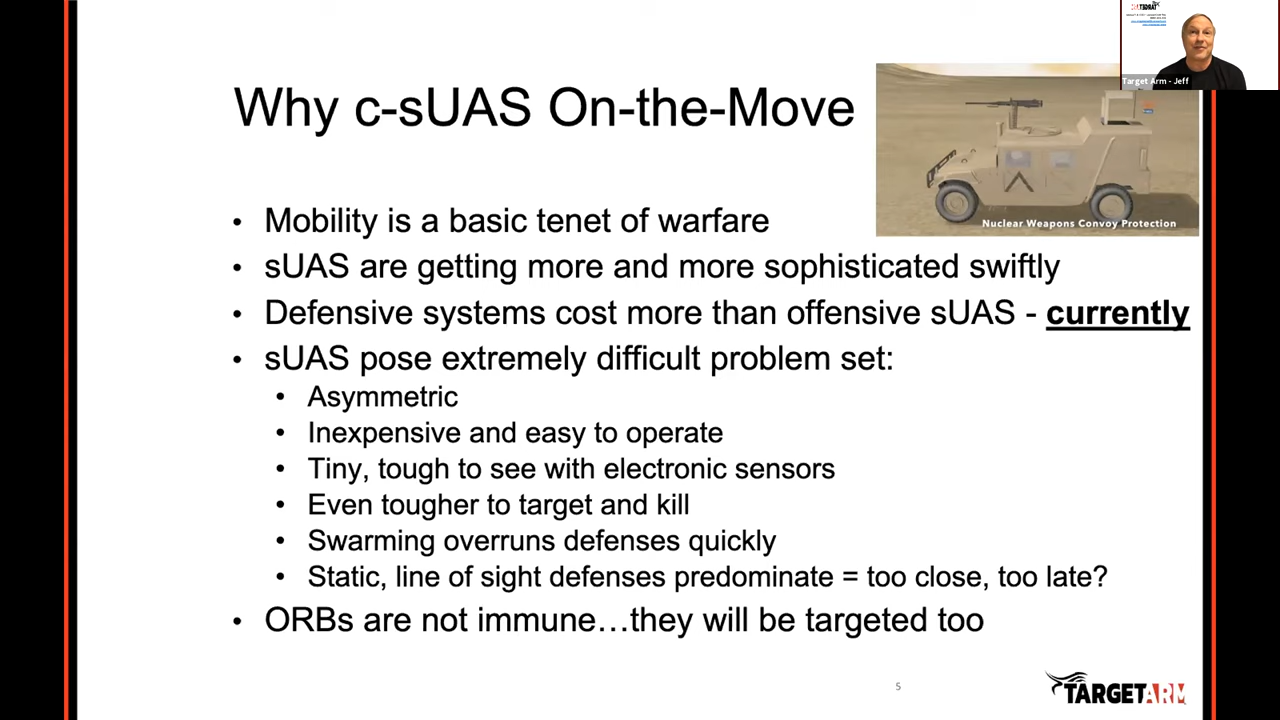 Target Arm - Jeff
Why c-sUAS On-the-Move
Nuclear Weapons Convoy Protection
• Mobility is a basic tenet of warfare
• sUAS are getting more and more sophisticated swiftly
• Defensive systems cost more than offensive sUAS - currently
• sUAS pose extremely difficult problem set:
• Asymmetric
• Inexpensive and easy to operate
• Tiny, tough to see with electronic sensors
• Even tougher to target and kill
• Swarming overruns defenses quickly
• Static, line of sight defenses predominate = too close, too late?
• ORBs are not immune…they will be targeted too
5
TARGETARM